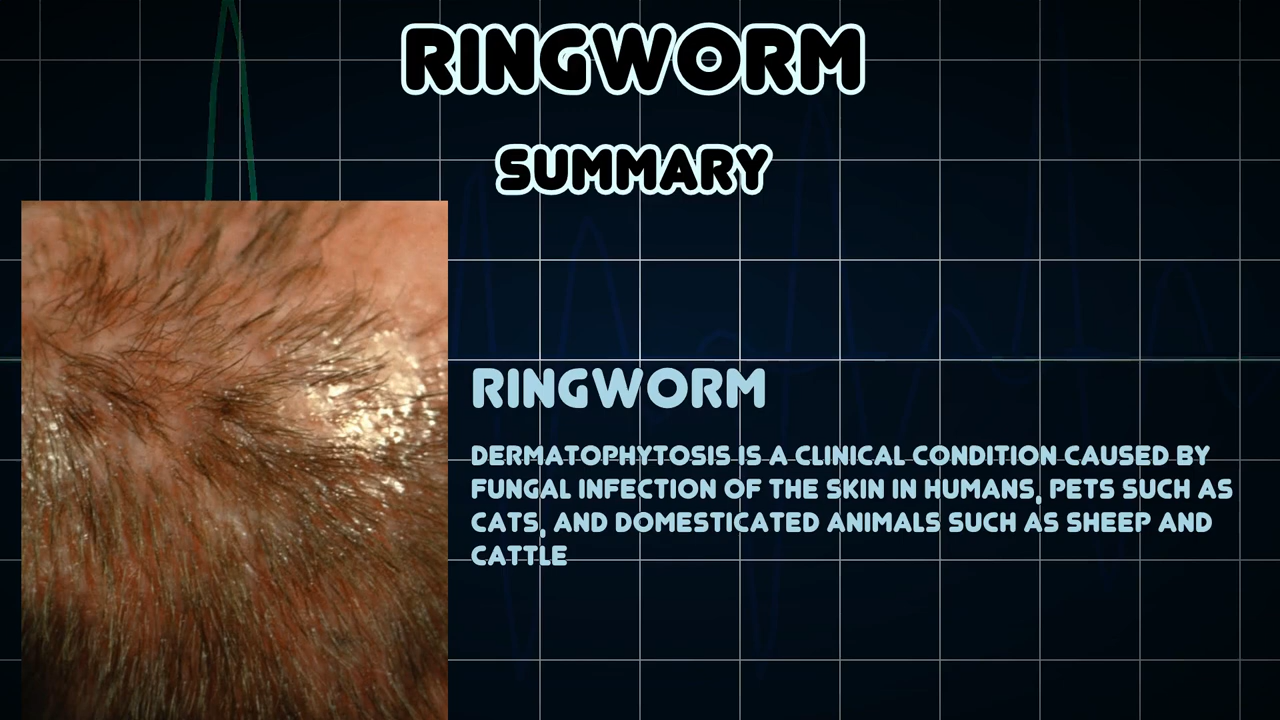 RINGWORM
SUMMARY
RINGWORM
DERMATOPHYTOSIS IS A CLINICAL CONDITION CAUSED BY
FUNGAL INFECTION OF THE SKIN IN HUMANS, PETS SUCH AS
CATS, AND DOMESTICATED ANIMALS SUCH AS SHEEP AND
CATTLE